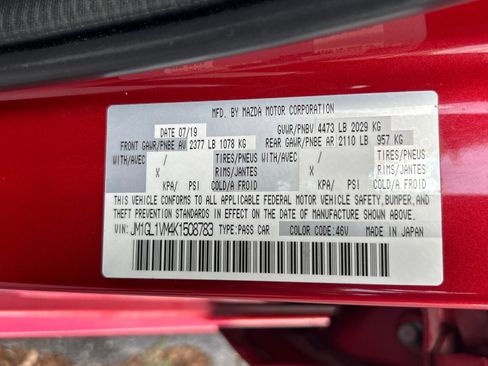 MFD. BY MAZDA MOTOR CORPORATION
DATE 07/19 GVWR/PNBV 4473 LB 2029 KG
FRONT GAWR/PNBE AV 2377 LB 1078 KG REAR GAWR/PNBE AR 2110 LB 957 KG
WITH/AVEC / TIRES/PNEUS WITH/AVEC / TIRES/PNEUS
X RIMS/JANTES X RIMS/JANTES
KPA/ PSI COLD/A FROID KPA/ PSI COLD/A FROID
THIS VEHICLE CONFORMS TO ALL APPLICABLE FEDERAL MOTOR VEHICLE SAFETY, BUMPER, AND
THEFT PREVENTION STANDARDS IN EFFECT ON THE DATE OF MANUFACTURE SHOWN ABOVE.
VIN: JM1GL1VM4K1508783 TYPE:PASS CAR COLOR CODE:46V MADE IN JAPAN